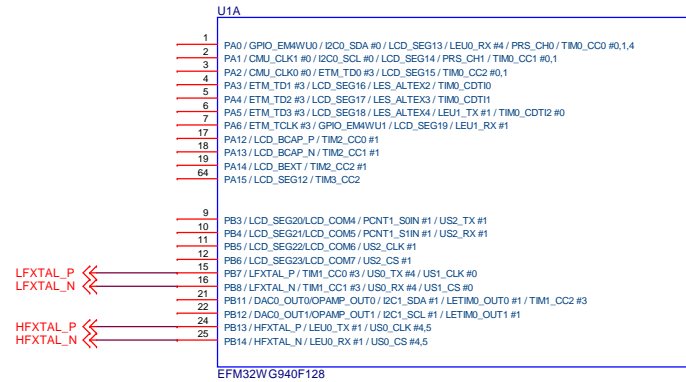 U1A
1 PA0 / GPIO_EM4WU0 / I2C0_SDA #0 / LCD_SEG13 / LEU0_RX #4 / PRS_CH0 / TIM0_CC0 #0,1,4
2 PA1 / CMU_CLK1 #0 / I2C0_SCL #0 / LCD_SEG14 / PRS_CH1 / TIM0_CC1 #0,1
3 PA2 / CMU_CLK0 #0 / ETM_TD0 #3 / LCD_SEG15 / TIM0_CC2 #0,1
4 PA3 / ETM_TD1 #3 / LCD_SEG16 / LES_ALTEX2 / TIM0_CDTI0
5 PA4 / ETM_TD2 #3 / LCD_SEG17 / LES_ALTEX3 / TIM0_CDTI1
6 PA5 / ETM_TD3 #3 / LCD_SEG18 / LES_ALTEX4 / LEU1_TX #1 / TIM0_CDTI2 #0
7 PA6 / ETM_TCLK #3 / GPIO_EM4WU1 / LCD_SEG19 / LEU1_RX #1
17 PA12 / LCD_BCAP_P / TIM2_CC0 #1
18 PA13 / LCD_BCAP_N / TIM2_CC1 #1
19 PA14 / LCD_BEXT / TIM2_CC2 #1
64 PA15 / LCD_SEG12 / TIM3_CC2
9 PB3 / LCD_SEG20/LCD_COM4 / PCNT1_S0IN #1 / US2_TX #1
10 PB4 / LCD_SEG21/LCD_COM5 / PCNT1_S1IN #1 / US2_RX #1
11 PB5 / LCD_SEG22/LCD_COM6 / US2_CLK #1
12 PB6 / LCD_SEG23/LCD_COM7 / US2_CS #1
LFXTAL_P 15 PB7 / LFXTAL_P / TIM1_CC0 #3 / US0_TX #4 / US1_CLK #0
LFXTAL_N 16 PB8 / LFXTAL_N / TIM1_CC1 #3 / US0_RX #4 / US1_CS #0
21 PB11 / DAC0_OUT0/OPAMP_OUT0 / I2C1_SDA #1 / LETIM0_OUT0 #1 / TIM1_CC2 #3
22 PB12 / DAC0_OUT1/OPAMP_OUT1 / I2C1_SCL #1 / LETIM0_OUT1 #1
HFXTAL_P 24 PB13 / HFXTAL_P / LEU0_TX #1 / US0_CLK #4,5
HFXTAL_N 25 PB14 / HFXTAL_N / LEU0_RX #1 / US0_CS #4,5
EFM32WG940F128